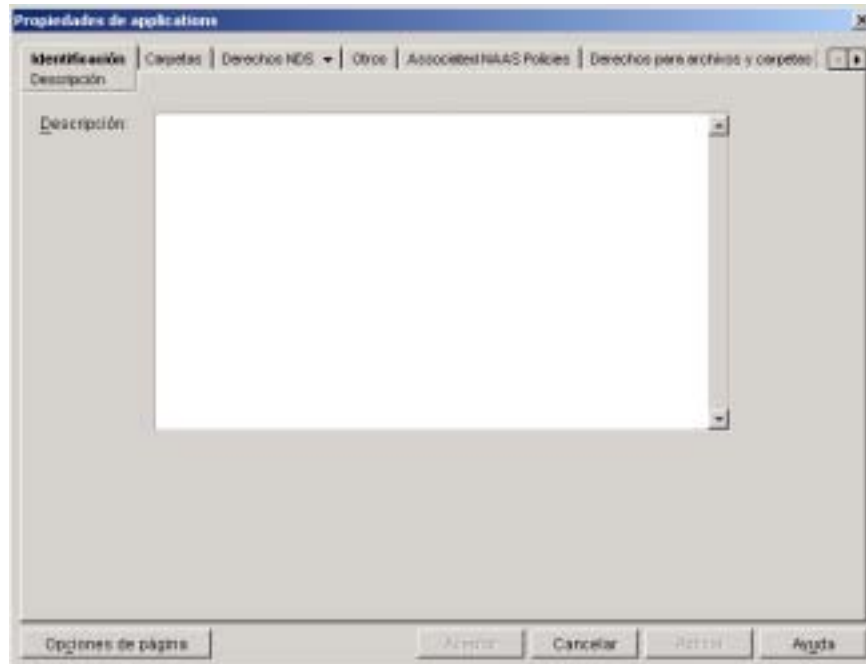 Propiedades de applications
Identificación
Carpetas
Derechos NDS
Otros
Associated NAAS Policies
Derechos para archivos y carpetas
Descripción
Descripción:
Opciones de página
Aceptar
Cancelar
Ayuda